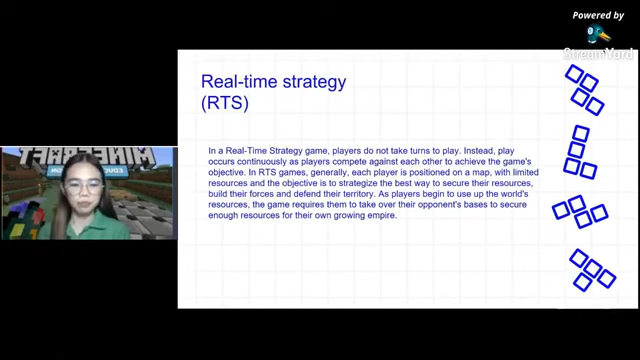 Powered by
StreamYard
Real-time strategy
(RTS)
In a Real-Time Strategy game, players do not take turns to play. Instead, play
occurs continuously as players compete against each other to achieve the game's
objective. In RTS games, generally, each player is positioned on a map, with limited
resources and the objective is to strategize the best way to secure their resources,
build their forces and defend their territory. As players begin to use up the world's
resources, the game requires them to take over their opponent's bases to secure
enough resources for their own growing empire.
MINECRAFT